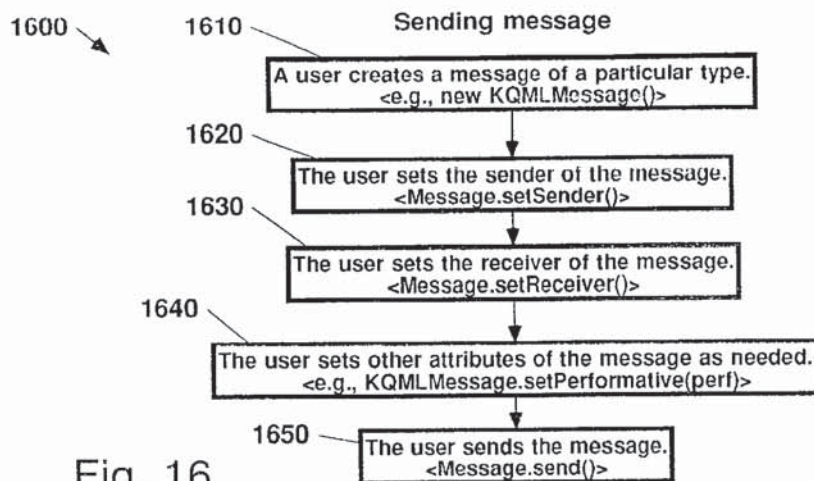 1600
1610
Sending message
A user creates a message of a particular type.
<e.g., new KQMLMessage()>
1620
The user sets the sender of the message.
<Message.setSender()>
1630
The user sets the receiver of the message.
<Message.setReceiver()>
1640
The user sets other attributes of the message as needed.
<e.g., KQMLMessage.setPerformative(perf)>
1650
The user sends the message.
<Message.send()>
Fig. 16